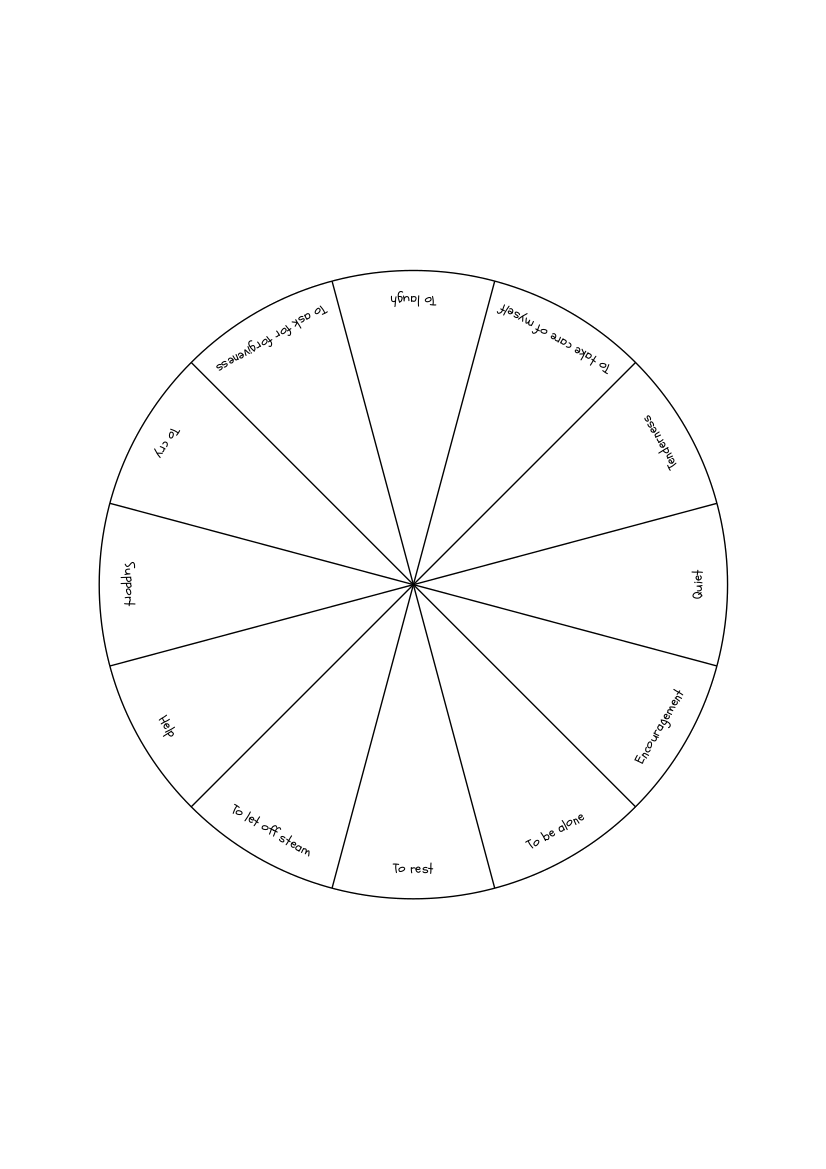 To laugh
To take care of myself
Tenderness
Quiet
Encouragement
To be alone
To rest
To let off steam
Help
Support
To cry
To ask for forgiveness